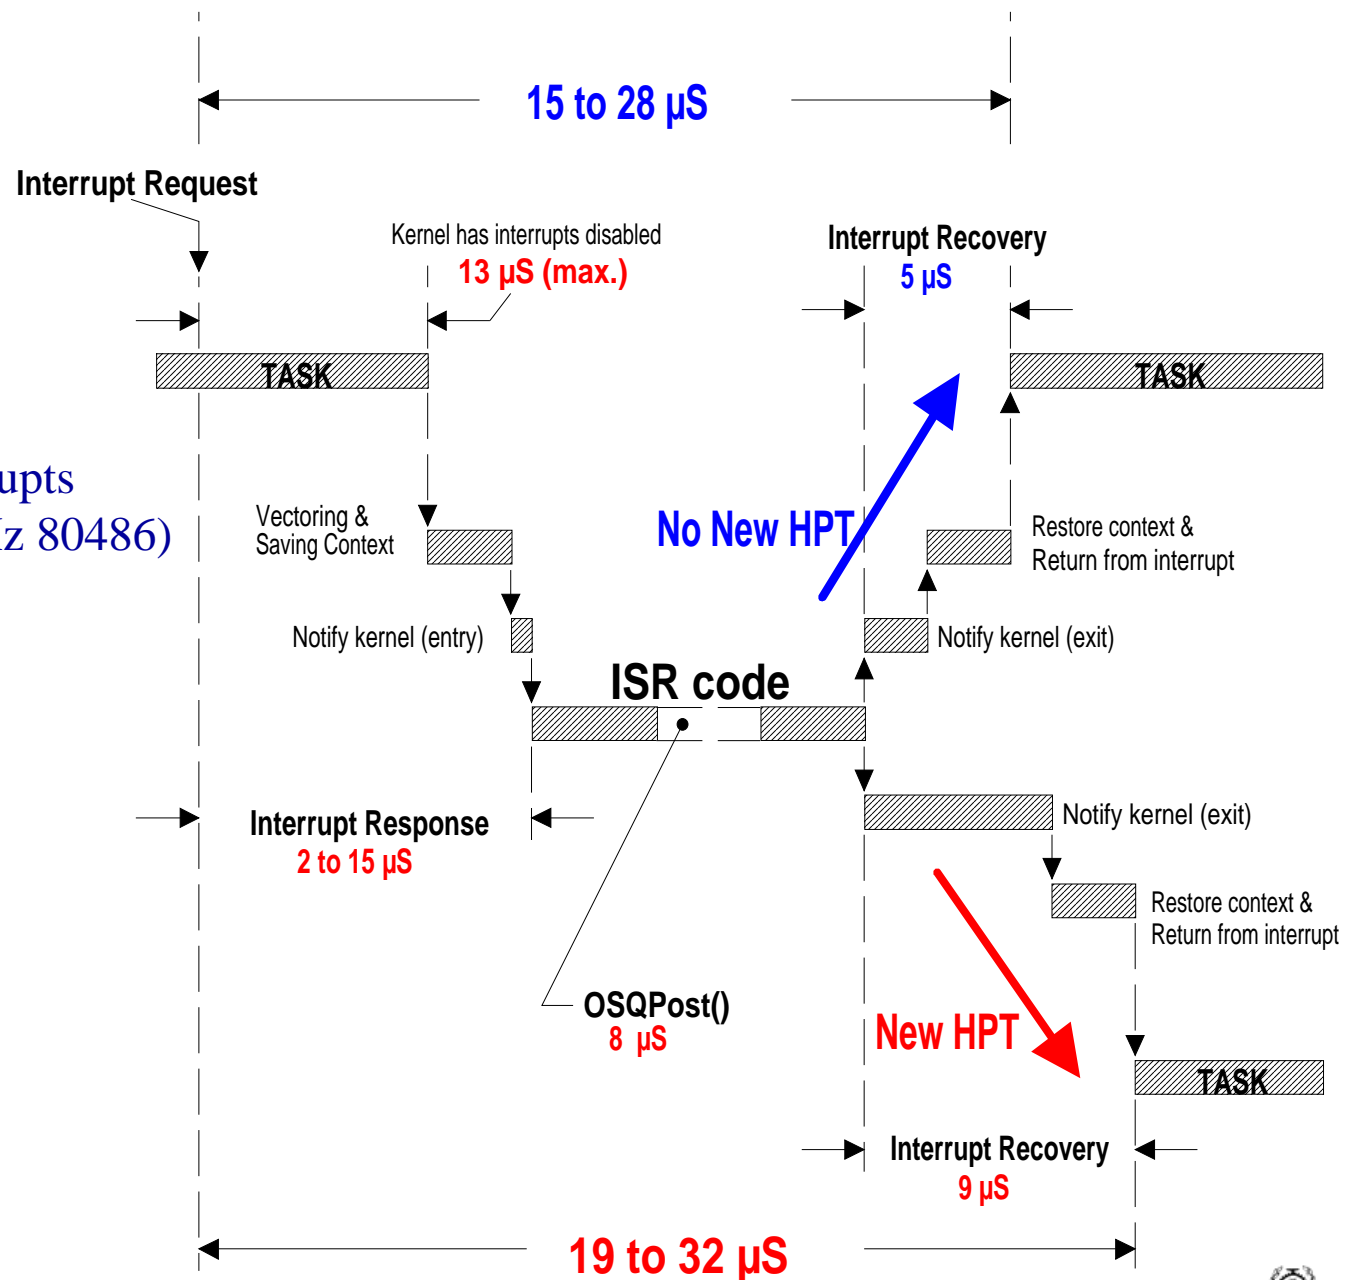 15 to 28 µS
Interrupt Request
Kernel has interrupts disabled
13 µS (max.)
Interrupt Recovery
5 µS
TASK
TASK
upts
z 80486)
Vectoring &
Saving Context
No New HPT
Restore context &
Return from interrupt
Notify kernel (entry)
Notify kernel (exit)
ISR code
Interrupt Response
2 to 15 µS
Notify kernel (exit)
Restore context &
Return from interrupt
OSQPost()
8 µS
New HPT
TASK
Interrupt Recovery
9 µS
19 to 32 µS